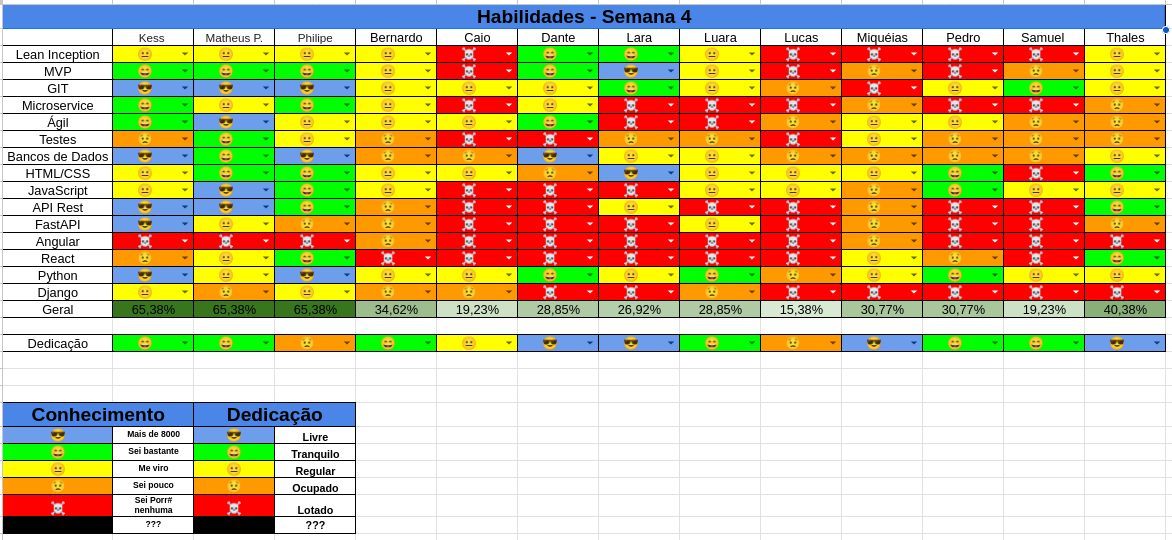 Habilidades - Semana 4
Kess Matheus P. Philipe Bernardo Caio Dante Lara Luara Lucas Miquéias Pedro Samuel Thales
Lean Inception
MVP
GIT
Microservice
Ágil
Testes
Bancos de Dados
HTML/CSS
JavaScript
API Rest
FastAPI
Angular
React
Python
Django
Geral 65,38% 65,38% 65,38% 34,62% 19,23% 28,85% 26,92% 28,85% 15,38% 30,77% 30,77% 19,23% 40,38%
Dedicação
Conhecimento Dedicação
Mais de 8000 Livre
Sei bastante Tranquilo
Me viro Regular
Sei pouco Ocupado
Sei Porr#
nenhuma Lotado
??? ???